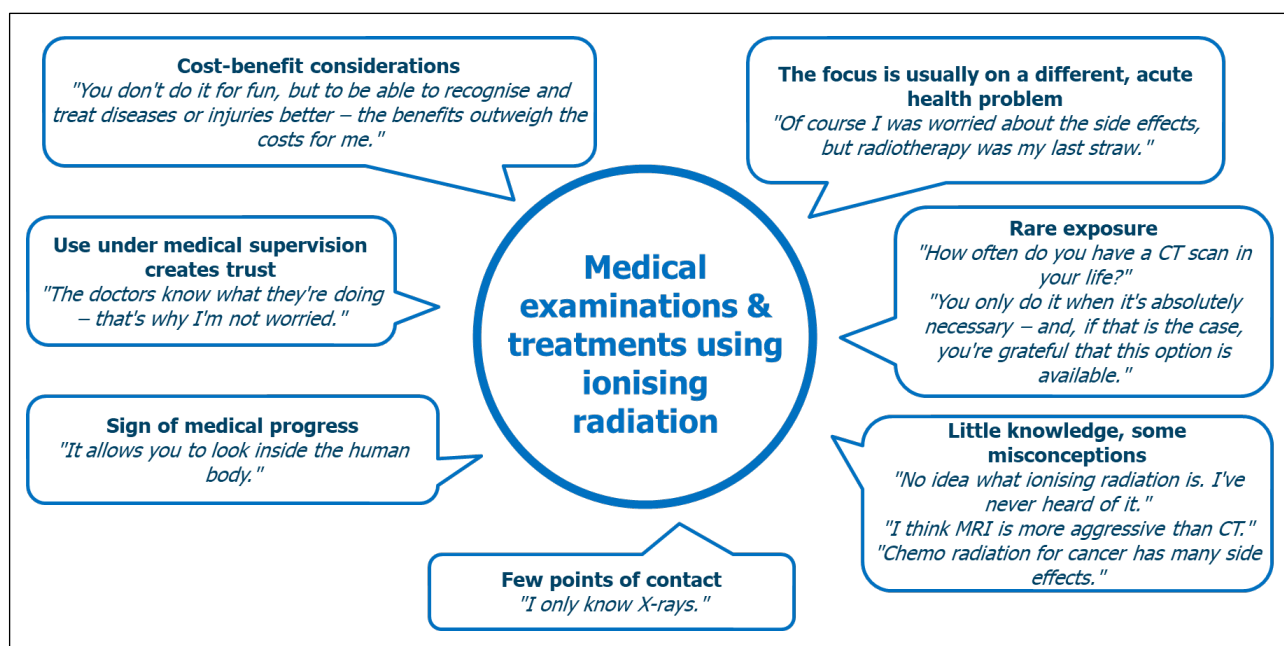 Cost-benefit considerations
"You don't do it for fun, but to be able to recognise and
treat diseases or injuries better – the benefits outweigh the
costs for me."
The focus is usually on a different, acute
health problem
"Of course I was worried about the side effects,
but radiotherapy was my last straw."
Use under medical supervision
creates trust
"The doctors know what they're doing
– that's why I'm not worried."
Medical
examinations &
treatments using
ionising
radiation
Rare exposure
"How often do you have a CT scan in
your life?"
"You only do it when it's absolutely
necessary – and, if that is the case,
you're grateful that this option is
available."
Sign of medical progress
"It allows you to look inside the human
body."
Little knowledge, some
misconceptions
"No idea what ionising radiation is. I've
never heard of it."
"I think MRI is more aggressive than CT."
"Chemo radiation for cancer has many side
effects."
Few points of contact
"I only know X-rays."